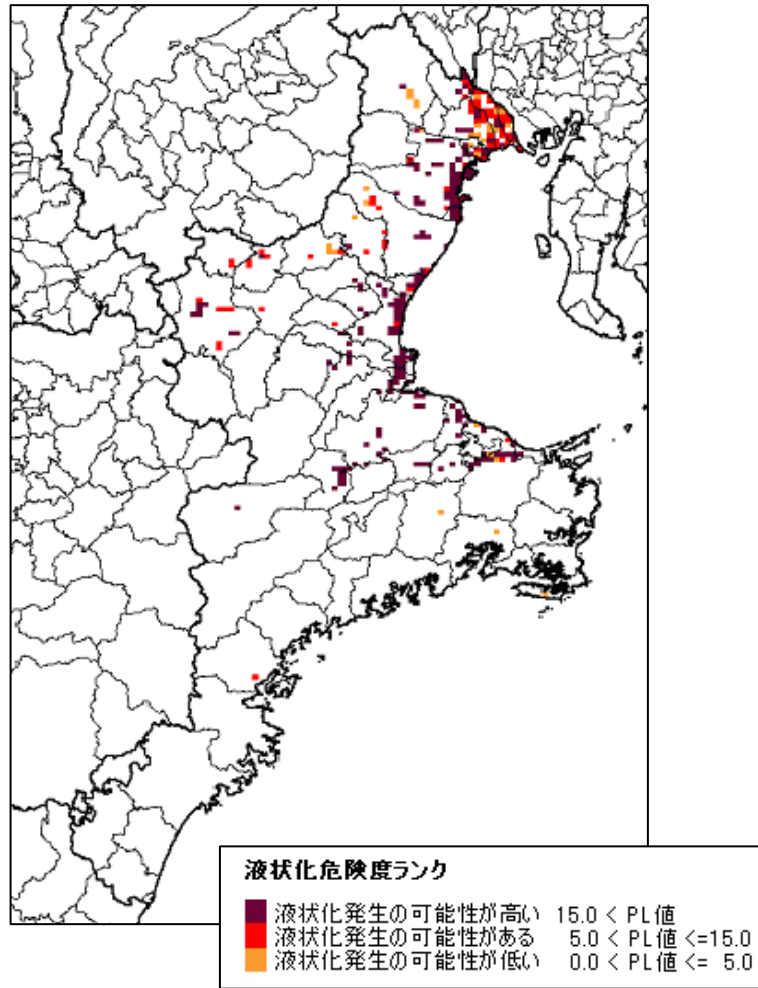 液状化危険度ランク
液状化発生の可能性が高い 15.0 < PL値
液状化発生の可能性がある 5.0 < PL値 <=15.0
液状化発生の可能性が低い 0.0 < PL値 <= 5.0